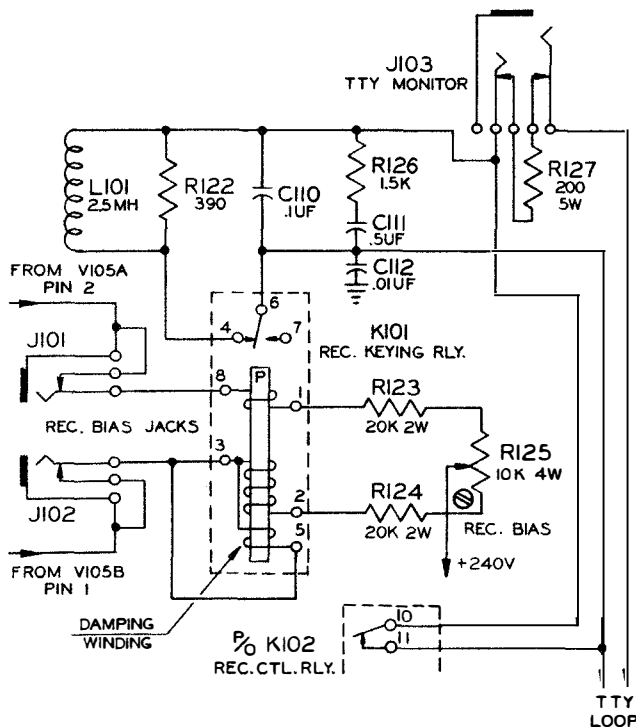 J103
TTY MONITOR
L101
2.5MH
R122
390
C110
.1UF
R126
1.5K
C111
.5UF
C112
.01UF
R127
200
5W
FROM V105A
PIN 2
J101
REC. BIAS JACKS
J102
FROM V105B
PIN 1
6
4
7
K101
REC. KEYING RLY.
P
8
1
3
2
5
R123
20K 2W
R125
10K 4W
R124
20K 2W
REC. BIAS
+240V
DAMPING
WINDING
P/O K102
REC. CTL. RLY.
10
11
TTY
LOOP